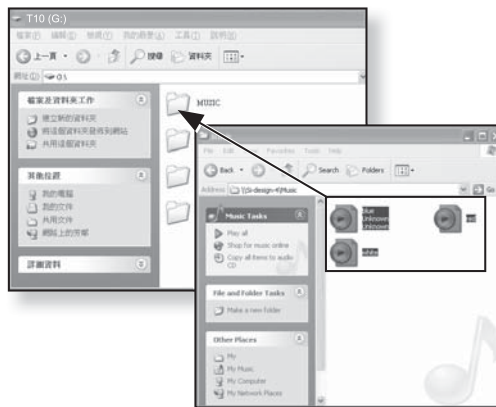 T10 (G:)
檔案(F) 編輯(E) 檢視(V) 我的最愛(A) 工具(T) 說明(H)
上一頁 搜尋 資料夾
網址(D) G:\
檔案及資料夾工作
建立新的資料夾
將這個資料夾發佈到網站
共用這個資料夾
其他位置
我的電腦
我的文件
共用文件
網路上的芳鄰
詳細資料
MUSIC
File Edit View Favorites Tools Help
Back Search Folders
Address \\Si-design-4\Music Go
Music Tasks
Play all
Shop for music online
Copy all items to audio
CD
File and Folder Tasks
Make a new folder
Other Places
My
My Music
My Computer
My Network Places
blue
Unknown
Unknown
red
white